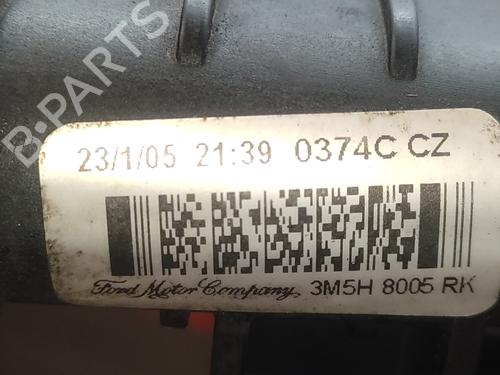 B-PARTS
23/1/05 21:39 0374C CZ
Ford Motor Company 3M5H 8005 RK